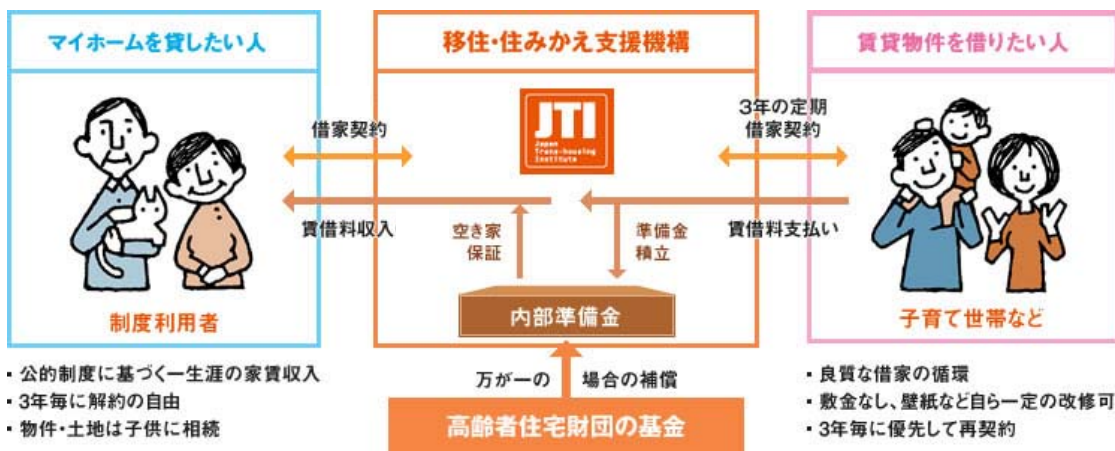 マイホームを貸したい人
移住・住みかえ支援機構
賃貸物件を借りたい人
JTI
Japan
Trans-housing
Institute
借家契約
3年の定期
借家契約
賃借料収入
空き家
保証
準備金
積立
賃借料支払い
内部準備金
制度利用者
子育て世帯など
▪ 公的制度に基づく一生涯の家賃収入
▪ 3年毎に解約の自由
▪ 物件・土地は子供に相続
万が一の 場合の補償
高齢者住宅財団の基金
▪ 良質な借家の循環
▪ 敷金なし、壁紙など自ら一定の改修可
▪ 3年毎に優先して再契約